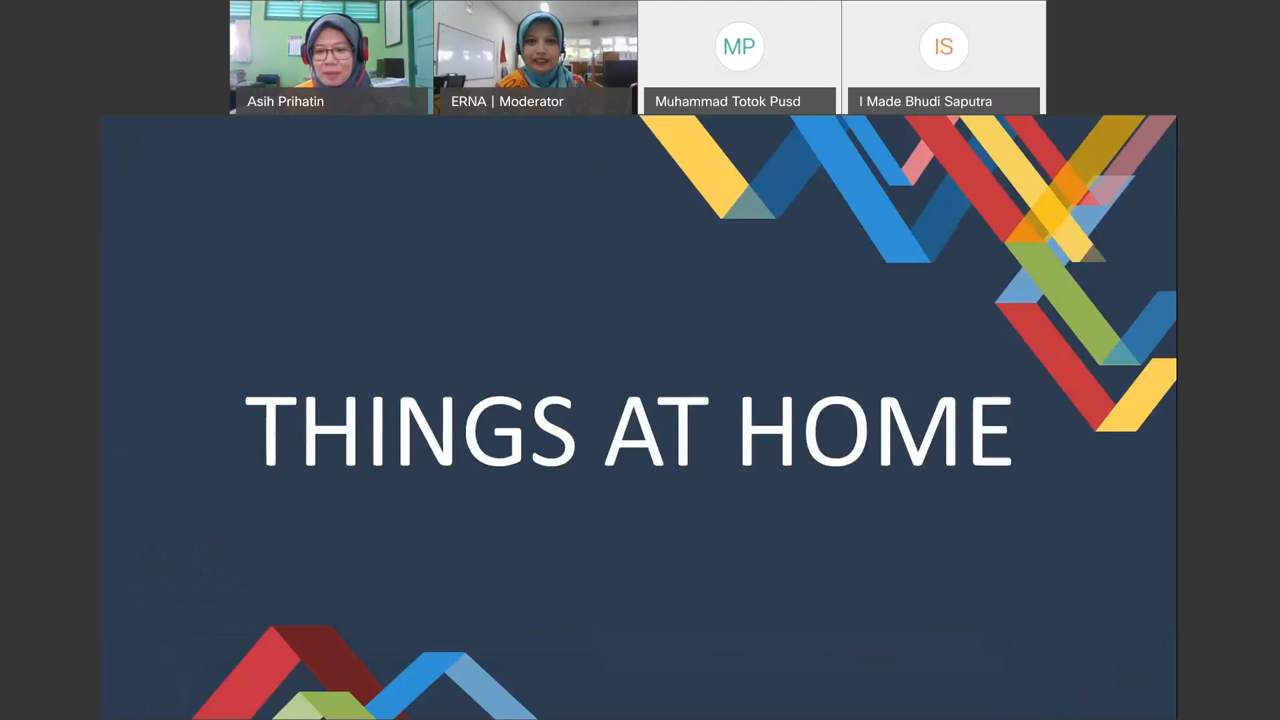 MP
IS
Asih Prihatin
ERNA | Moderator
Muhammad Totok Pusd
I Made Bhudi Saputra
THINGS AT HOME